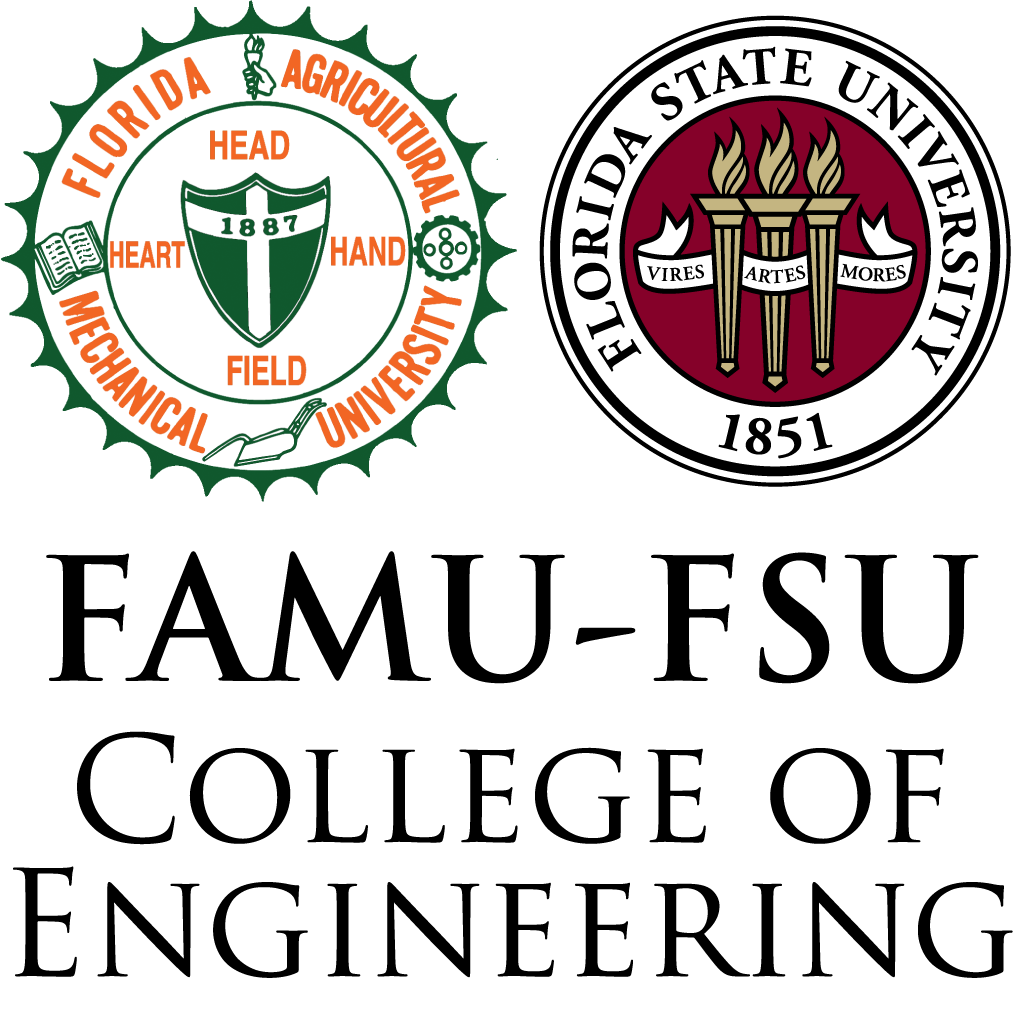 FLORIDA AGRICULTURAL
MECHANICAL UNIVERSITY
HEAD
1887
HEART
HAND
FIELD
FLORIDA STATE UNIVERSITY
VIRES ARTES MORES
1851
FAMU-FSU
COLLEGE OF
ENGINEERING